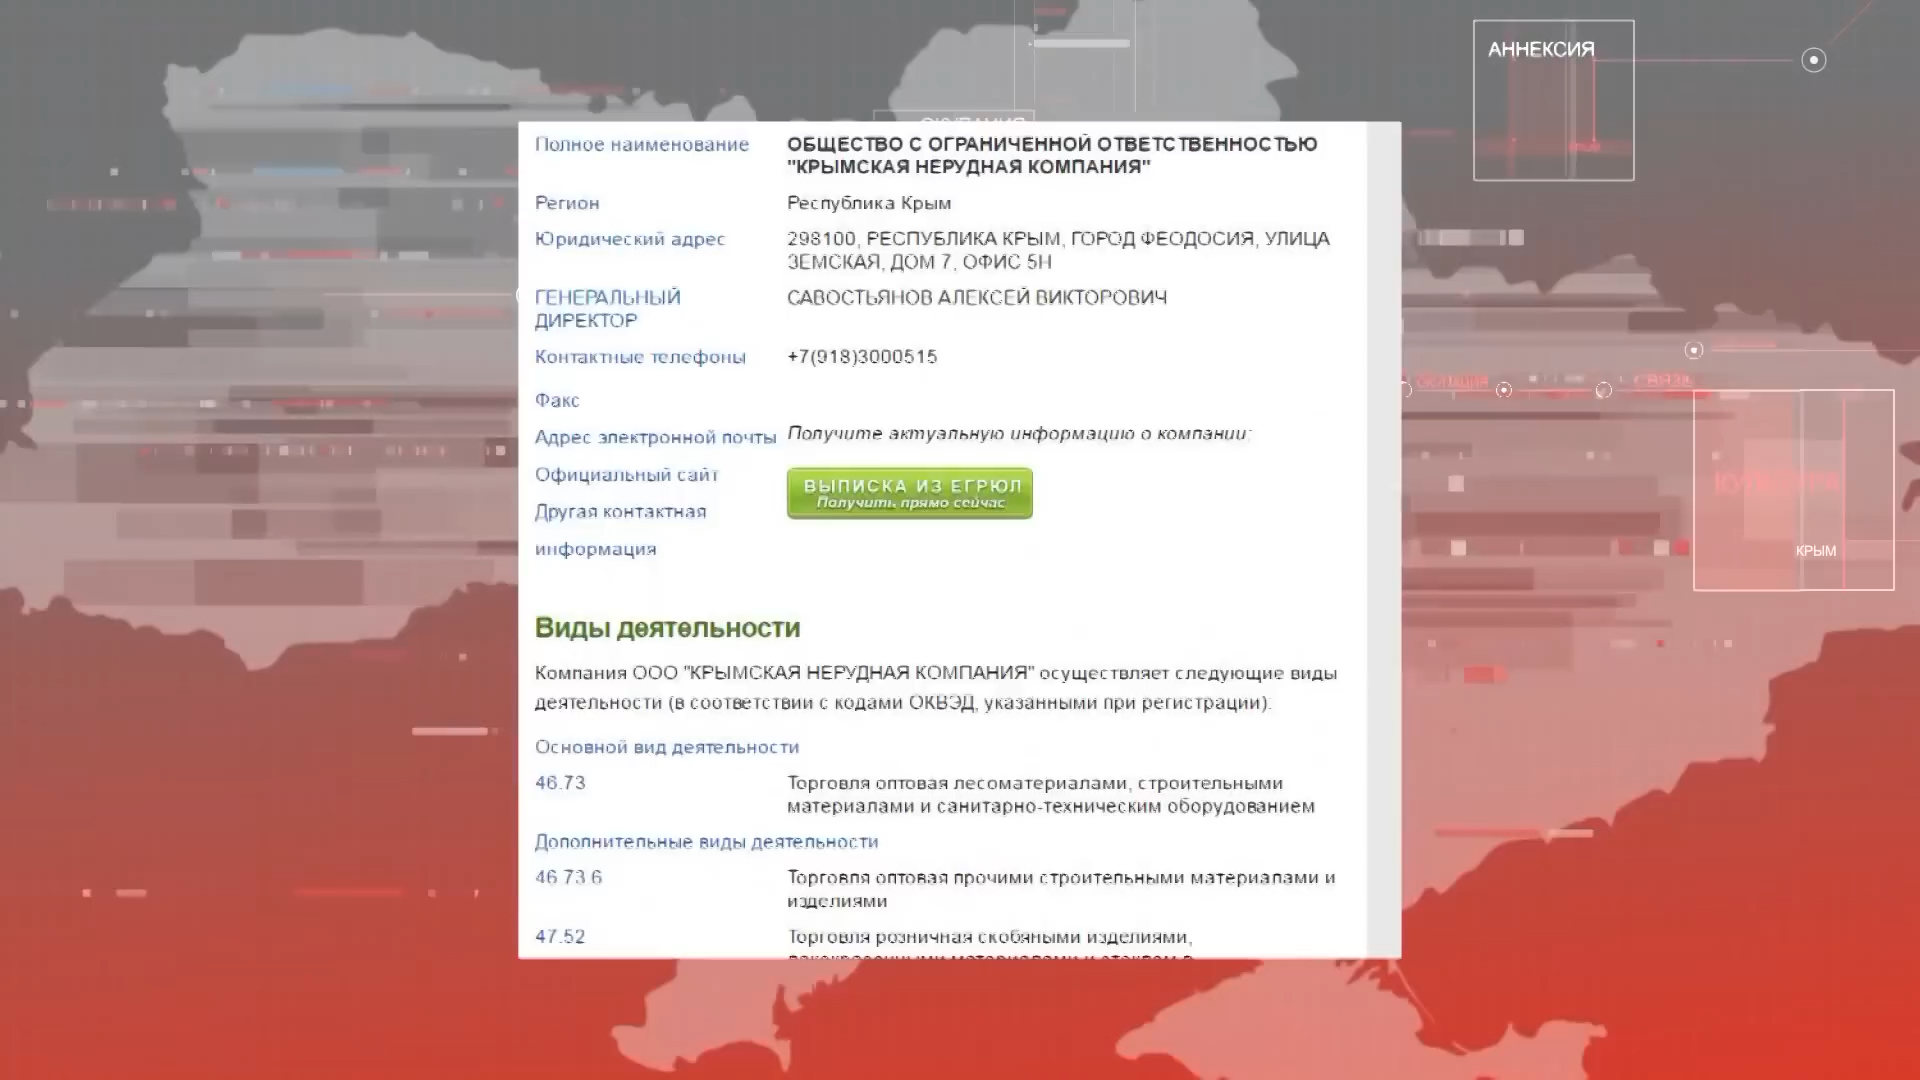 АННЕКСИЯ
Полное наименование
ОБЩЕСТВО С ОГРАНИЧЕННОЙ ОТВЕТСТВЕННОСТЬЮ
"КРЫМСКАЯ НЕРУДНАЯ КОМПАНИЯ"
Регион
Республика Крым
Юридический адрес
298100, РЕСПУБЛИКА КРЫМ, ГОРОД ФЕОДОСИЯ, УЛИЦА
ЗЕМСКАЯ, ДОМ 7, ОФИС 5Н
ГЕНЕРАЛЬНЫЙ
ДИРЕКТОР
САВОСТЬЯНОВ АЛЕКСЕЙ ВИКТОРОВИЧ
Контактные телефоны
+7(918)3000515
Факс
Адрес электронной почты
Получите актуальную информацию о компании:
Официальный сайт
ВЫПИСКА ИЗ ЕГРЮЛ
Получить прямо сейчас
Другая контактная
информация
Виды деятельности
Компания ООО "КРЫМСКАЯ НЕРУДНАЯ КОМПАНИЯ" осуществляет следующие виды
деятельности (в соответствии с кодами ОКВЭД, указанными при регистрации):
Основной вид деятельности
46.73
Торговля оптовая лесоматериалами, строительными
материалами и санитарно-техническим оборудованием
Дополнительные виды деятельности
46.73.6
Торговля оптовая прочими строительными материалами и
изделиями
47.52
Торговля розничная скобяными изделиями,
СВЯЗЬ
КУЛЬТУРА
КРЫМ